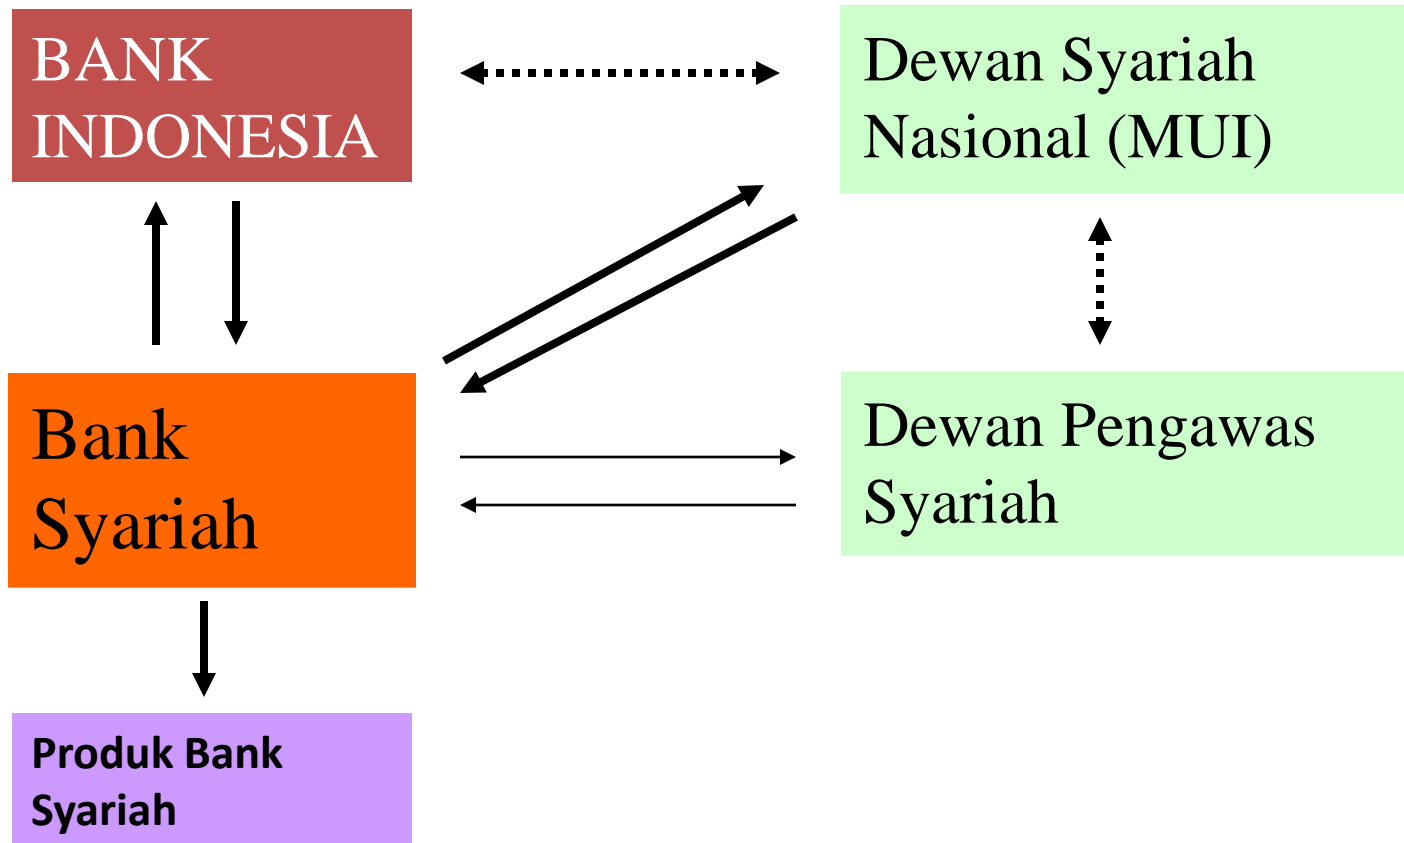 BANK
INDONESIA
Dewan Syariah
Nasional (MUI)
Bank
Syariah
Dewan Pengawas
Syariah
Produk Bank
Syariah